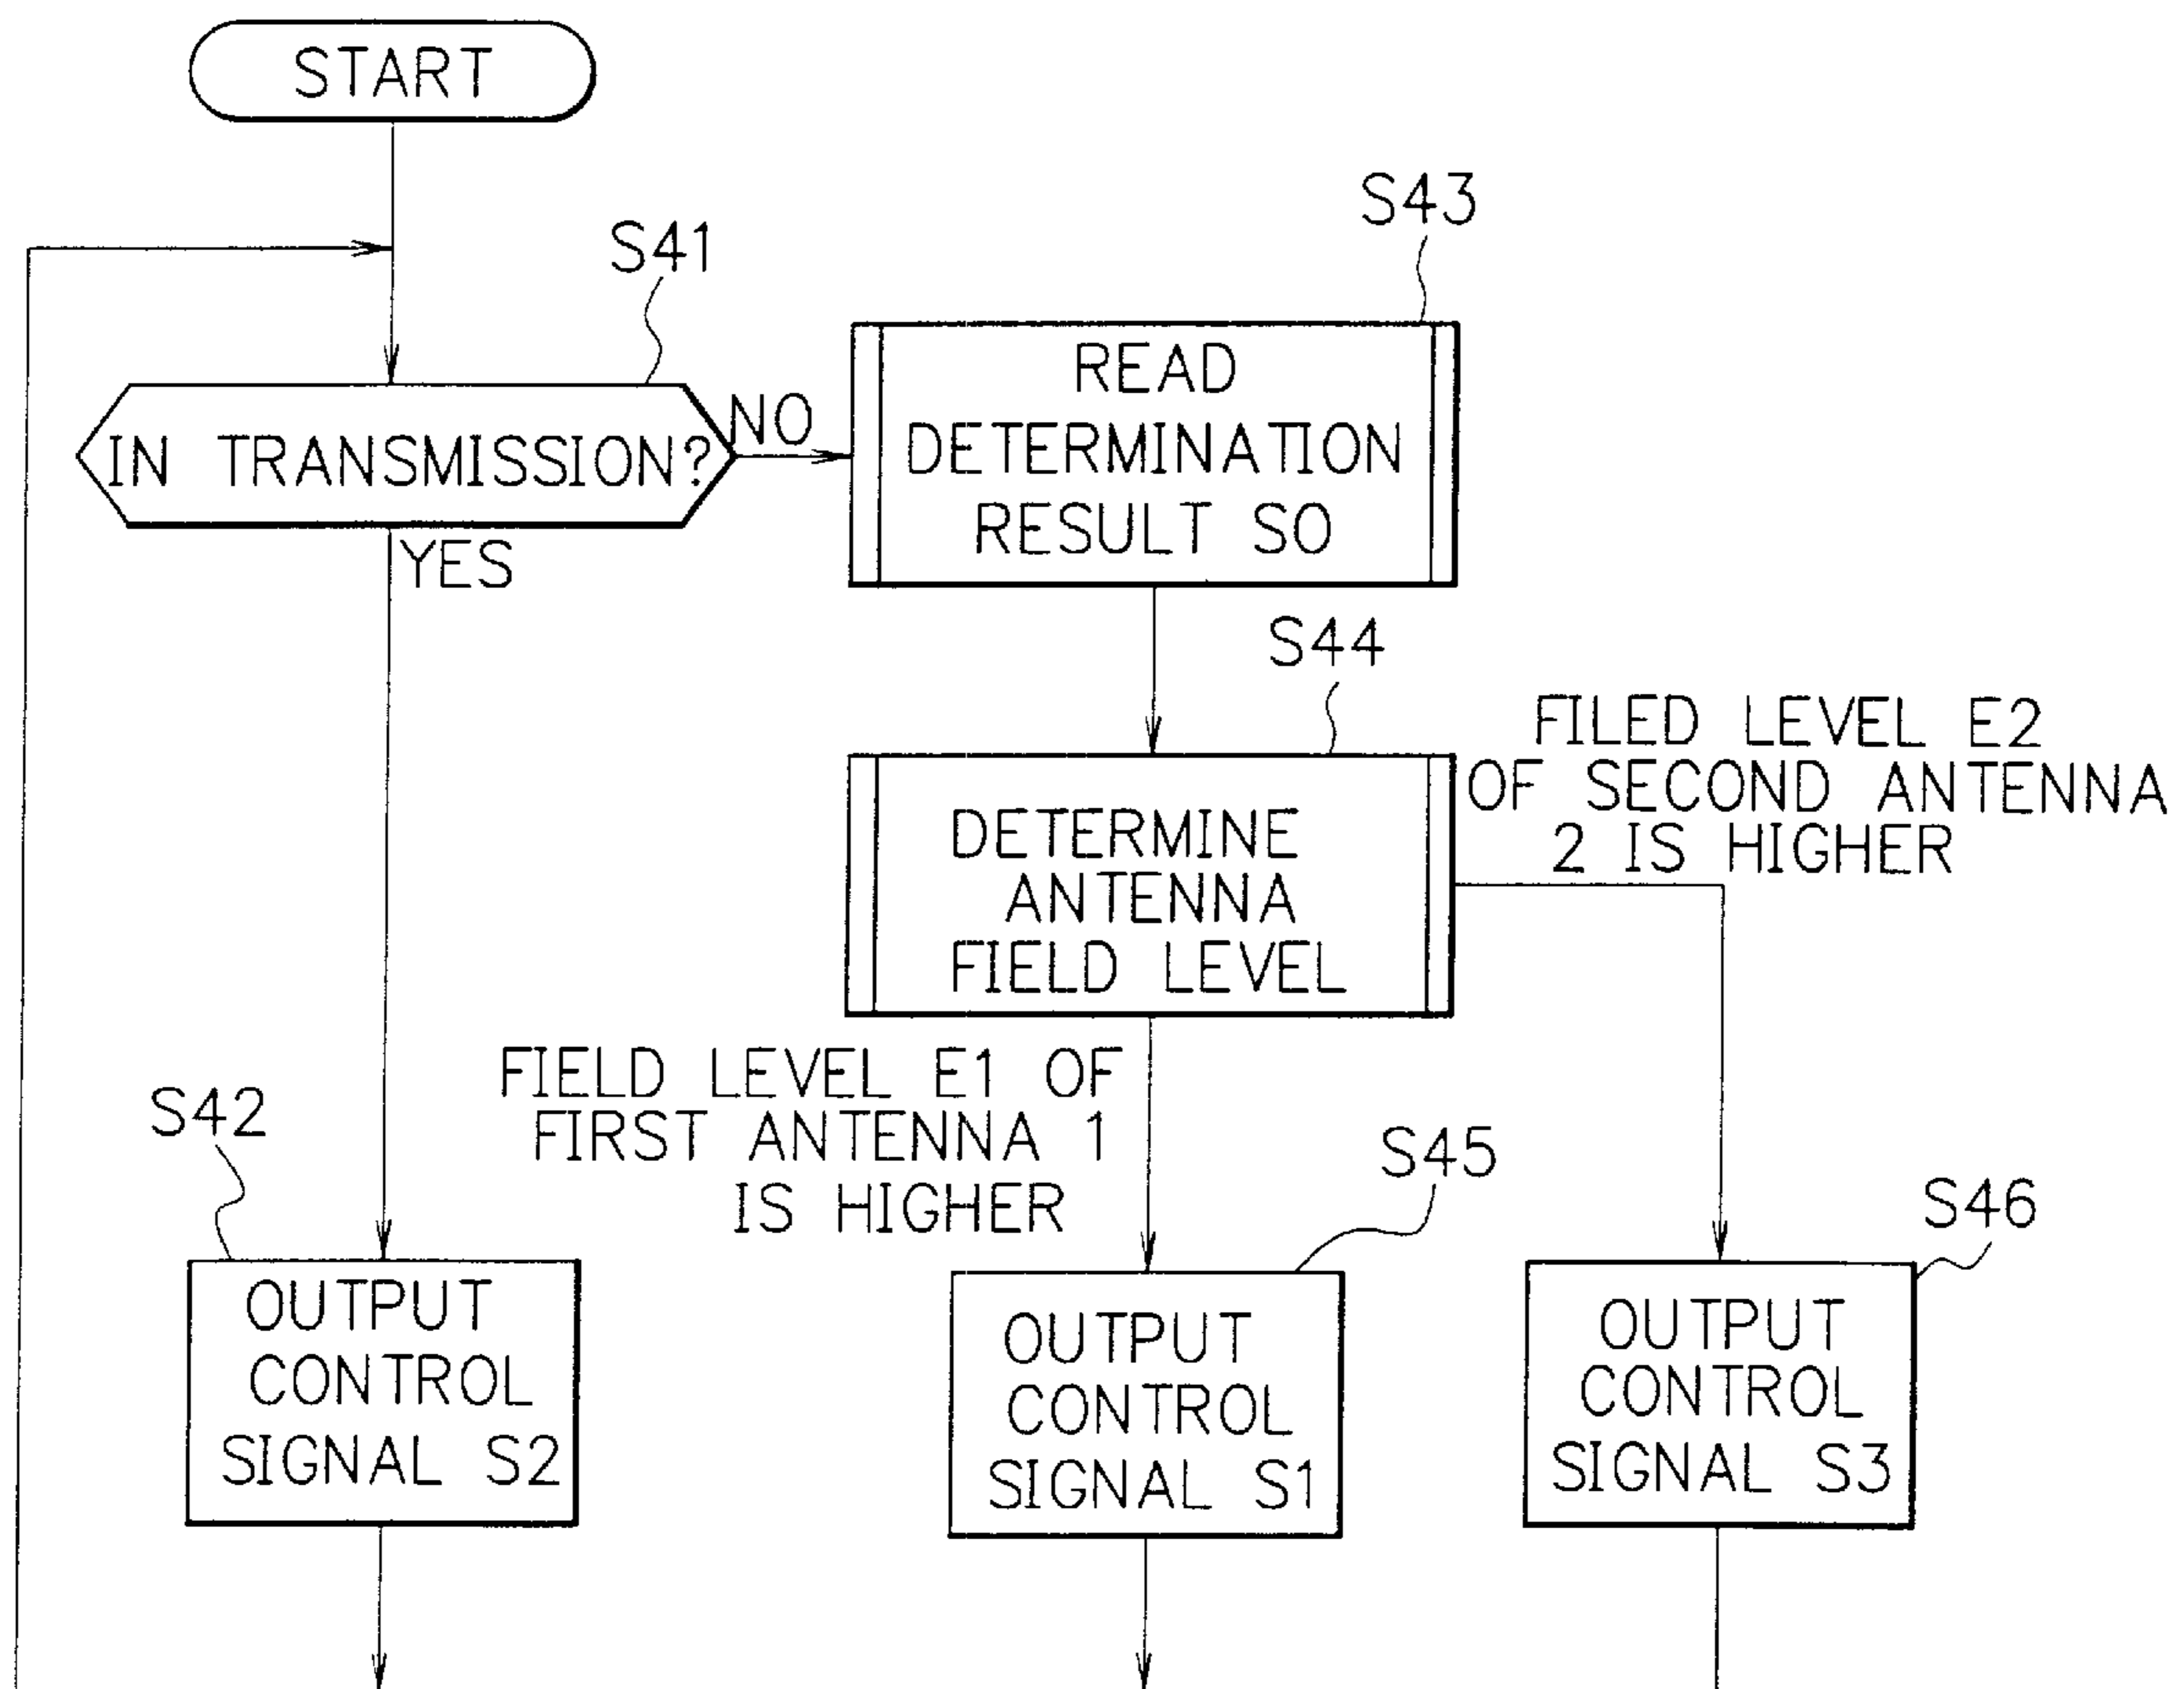 START
S41
IN TRANSMISSION?
NO
YES
S43
READ
DETERMINATION
RESULT SO
S44
DETERMINE
ANTENNA
FIELD LEVEL
FILED LEVEL E2
OF SECOND ANTENNA
2 IS HIGHER
FIELD LEVEL E1 OF
FIRST ANTENNA 1
IS HIGHER
S42
OUTPUT
CONTROL
SIGNAL S2
S45
OUTPUT
CONTROL
SIGNAL S1
S46
OUTPUT
CONTROL
SIGNAL S3